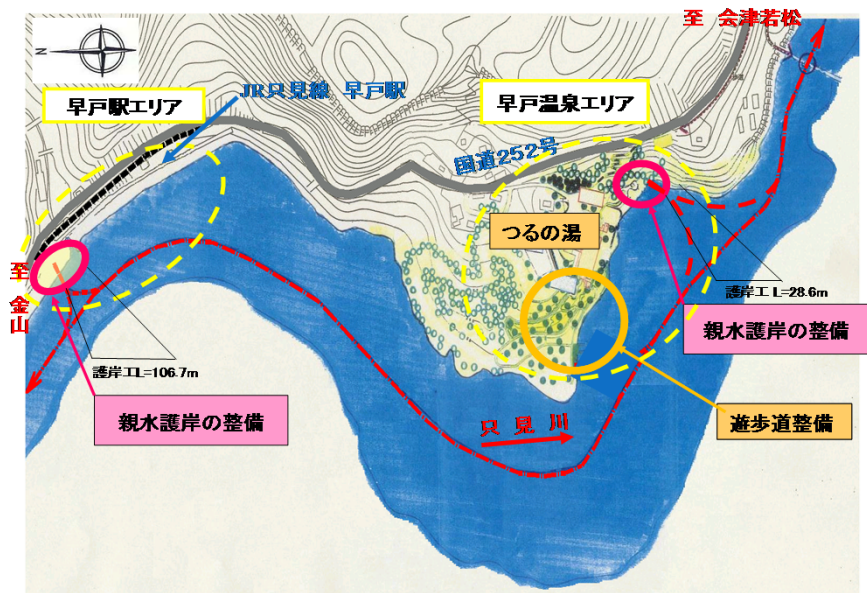 至 会津若松
N
早戸駅エリア
JR只見線 早戸駅
早戸温泉エリア
国道252号
つるの湯
至 金山
護岸工 L=28.6m
親水護岸の整備
護岸工L=106.7m
親水護岸の整備
只見川
遊歩道整備